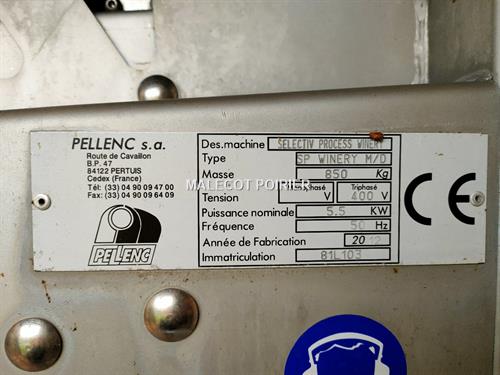 PELLENC s.a.
Route de Cavaillon
B.P. 47
84122 PERTUIS
Cedex (France)
Tél: (33) 04 90 09 47 00
Fax: (33) 04 90 09 64 09
PELLENC
Des.machine SELECTIV PROCESS WINERY
Type SP WINERY M/D
Masse 850 Kg
Monophasé Triphasé
Tension V 400 V
Puissance nominale 5.5 KW
Fréquence 50 Hz
Année de Fabrication 2012
Immatriculation 81L103
CE
MALECOT POIRIER